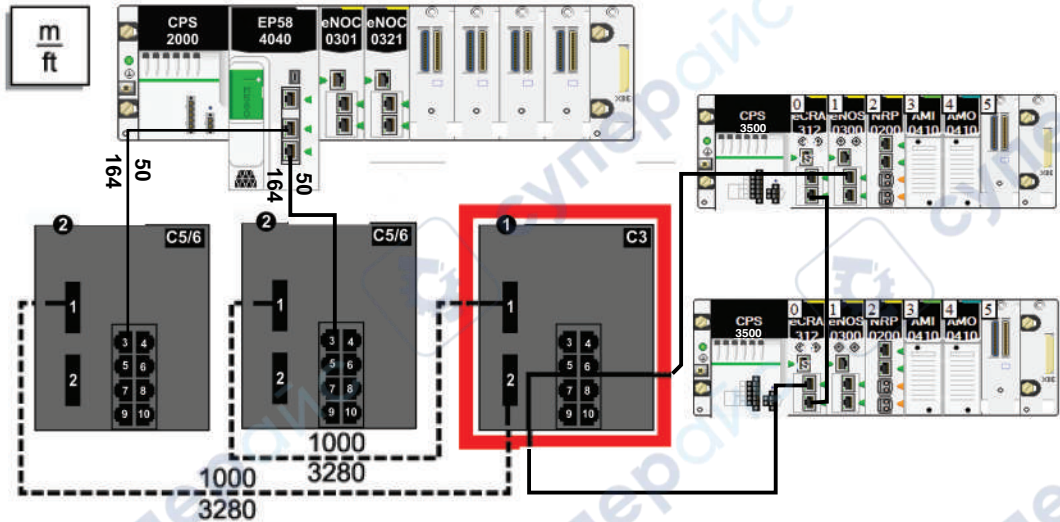 m
ft
CPS
2000
EP58
4040
eNOC
0301
eNOC
0321
50
164
50
164
CPS
3500
0
eCRA
312
1
eNOS
0300
2
NRP
0200
3
AMI
0410
4
AMO
0410
5
2
C5/6
1
2
3 4
5 6
7 8
9 10
2
C5/6
1
2
3 4
5 6
7 8
9 10
1
C3
1
2
3 4
5 6
7 8
9 10
CPS
3500
0
eCRA
312
1
eNOS
0300
2
NRP
0200
3
AMI
0410
4
AMO
0410
5
1000
3280
1000
3280